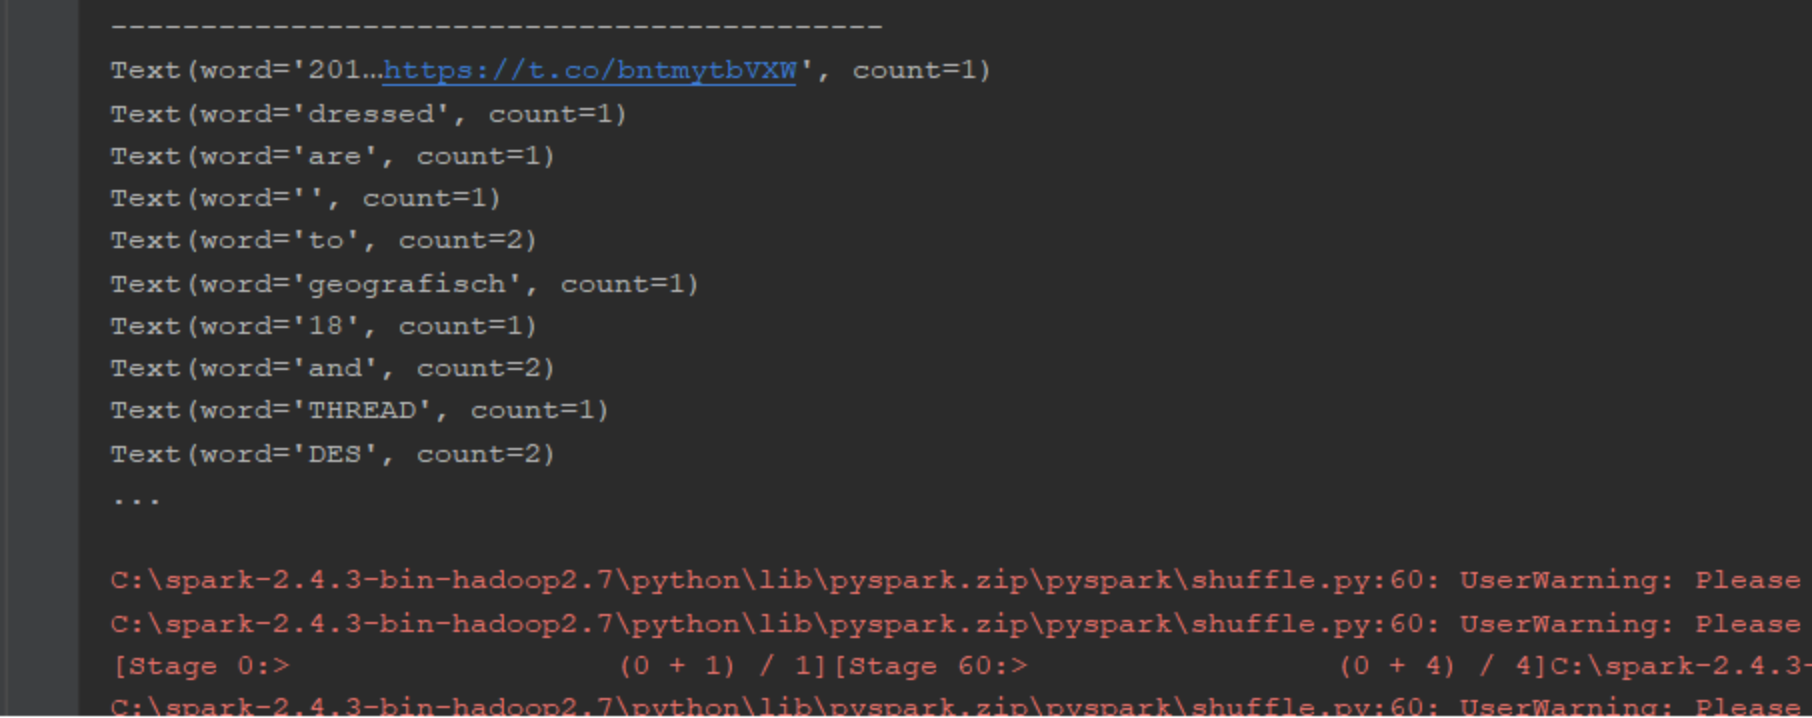 -------------------------------------------
Text(word='201…https://t.co/bntmytbVXW', count=1)
Text(word='dressed', count=1)
Text(word='are', count=1)
Text(word='', count=1)
Text(word='to', count=2)
Text(word='geografisch', count=1)
Text(word='18', count=1)
Text(word='and', count=2)
Text(word='THREAD', count=1)
Text(word='DES', count=2)
...
C:\spark-2.4.3-bin-hadoop2.7\python\lib\pyspark.zip\pyspark\shuffle.py:60: UserWarning: Please
C:\spark-2.4.3-bin-hadoop2.7\python\lib\pyspark.zip\pyspark\shuffle.py:60: UserWarning: Please
[Stage 0:>                  (0 + 1) / 1][Stage 60:>                 (0 + 4) / 4]C:\spark-2.4.3-
C:\spark-2.4.3-bin-hadoop2.7\python\lib\pyspark.zip\pyspark\shuffle.py:60: UserWarning: Please